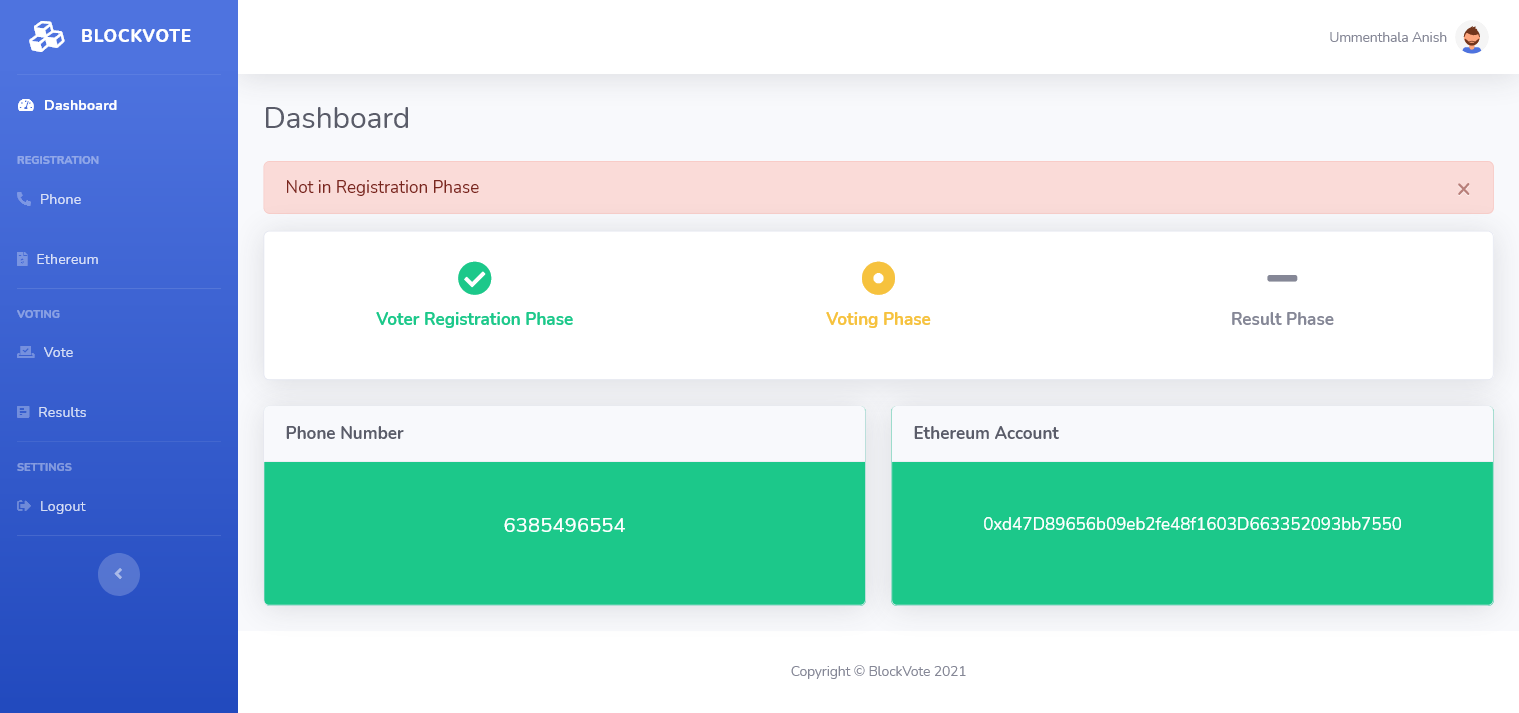 BLOCKVOTE
Ummenthala Anish
Dashboard
REGISTRATION
Phone
Ethereum
VOTING
Vote
Results
SETTINGS
Logout
Dashboard
Not in Registration Phase
×
Voter Registration Phase
Voting Phase
Result Phase
Phone Number
6385496554
Ethereum Account
0xd47D89656b09eb2fe48f1603D663352093bb7550
Copyright © BlockVote 2021